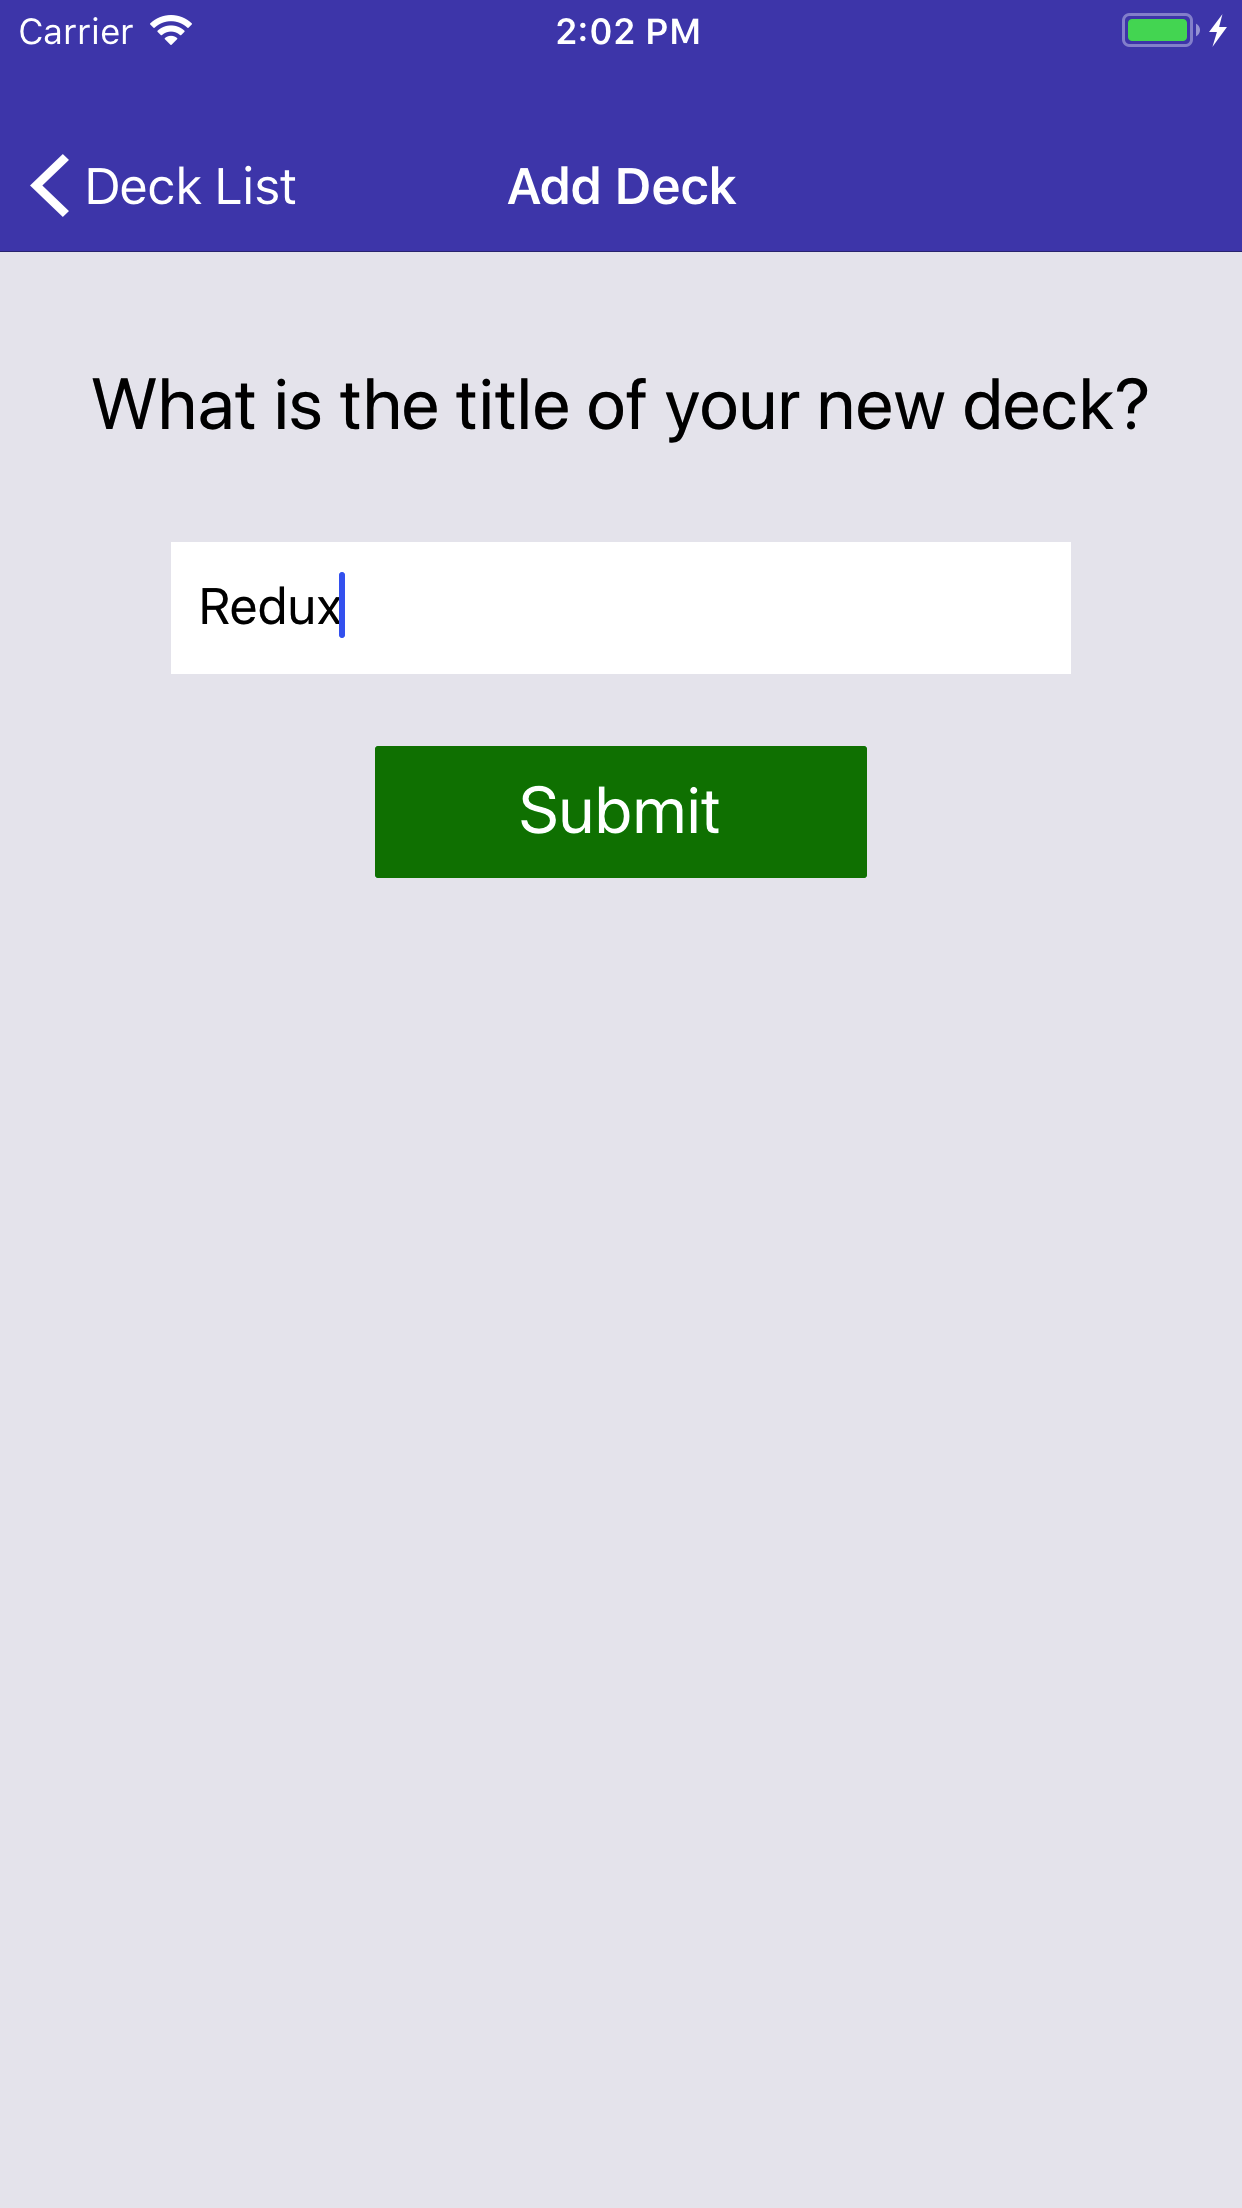 Carrier 2:02 PM
Deck List Add Deck
What is the title of your new deck?
Redux
Submit